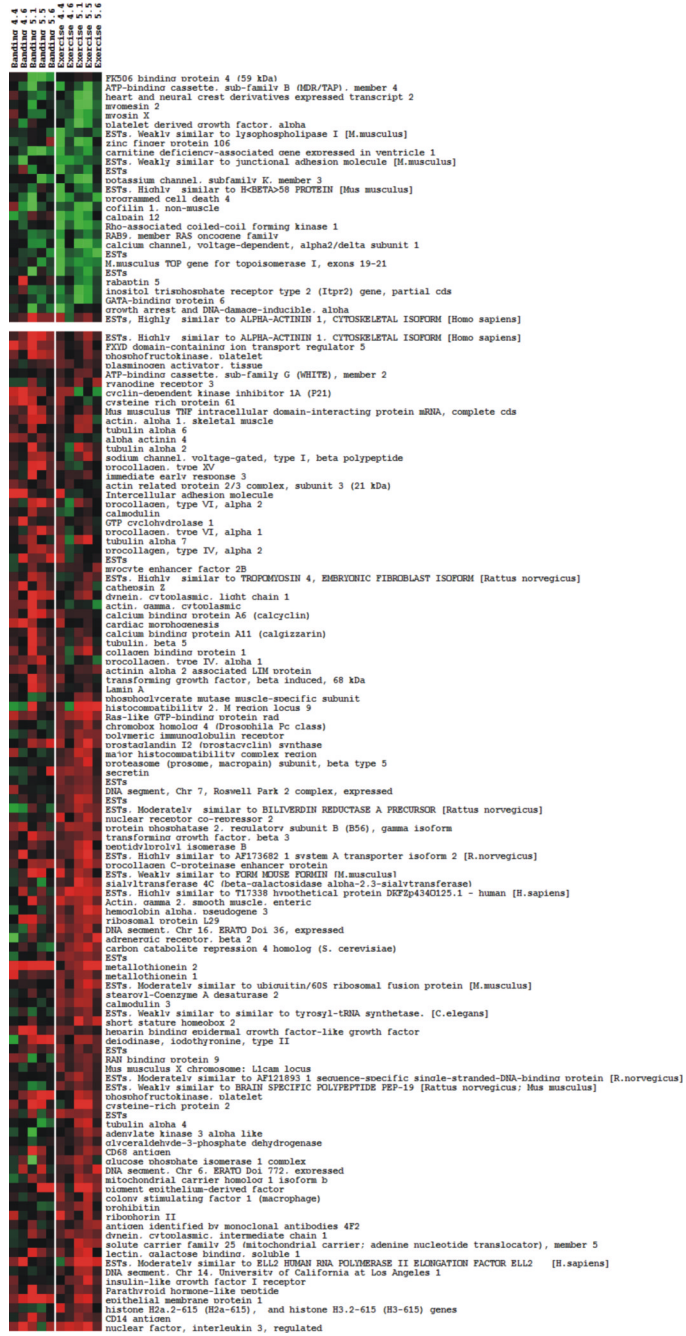 Banding 4.4
Banding 4.6
Banding 5.1
Banding 5.5
Banding 5.6
Exercise 4.4
Exercise 4.6
Exercise 5.1
Exercise 5.5
Exercise 5.6
FK506 binding protein 4 (59 kDa)
ATP-binding cassette, sub-family B (MDR/TAP), member 4
heart and neural crest derivatives expressed transcript 2
myomesin 2
myosin X
platelet derived growth factor, alpha
ESTs, Weakly similar to lysophospholipase I [M.musculus]
zinc finger protein 106
carnitine deficiency-associated gene expressed in ventricle 1
ESTs, Weakly similar to junctional adhesion molecule [M.musculus]
ESTs
potassium channel, subfamily K, member 3
ESTs, Highly similar to H<BETA>58 PROTEIN [Mus musculus]
programmed cell death 4
cofilin 1, non-muscle
calpain 12
Rho-associated coiled-coil forming kinase 1
RAB9, member RAS oncogene family
calcium channel, voltage-dependent, alpha2/delta subunit 1
ESTs
M.musculus TOP gene for topoisomerase I, exons 19-21
ESTs
rabaptin 5
inositol trisphosphate receptor type 2 (Itpr2) gene, partial cds
GATA-binding protein 6
growth arrest and DNA-damage-inducible, alpha
ESTs, Highly similar to ALPHA-ACTININ 1, CYTOSKELETAL ISOFORM [Homo sapiens]
ESTs, Highly similar to ALPHA-ACTININ 1, CYTOSKELETAL ISOFORM [Homo sapiens]
FXYD domain-containing ion transport regulator 5
phosphofructokinase, platelet
plasminogen activator, tissue
ATP-binding cassette, sub-family G (WHITE), member 2
ryanodine receptor 3
cyclin-dependent kinase inhibitor 1A (P21)
cysteine rich protein 61
Mus musculus TNF intracellular domain-interacting protein mRNA, complete cds
actin, alpha 1, skeletal muscle
tubulin alpha 6
alpha actinin 4
tubulin alpha 2
sodium channel, voltage-gated, type I, beta polypeptide
procollagen, type XV
immediate early response 3
actin related protein 2/3 complex, subunit 3 (21 kDa)
Intercellular adhesion molecule
procollagen, type VI, alpha 2
calmodulin
GTP cyclohydrolase 1
procollagen, type VI, alpha 1
tubulin alpha 7
procollagen, type IV, alpha 2
ESTs
myocyte enhancer factor 2B
ESTs, Highly similar to TROPOMYOSIN 4, EMBRYONIC FIBROBLAST ISOFORM [Rattus norvegicus]
cathepsin Z
dynein, cytoplasmic, light chain 1
actin, gamma, cytoplasmic
calcium binding protein A6 (calcyclin)
cardiac morphogenesis
calcium binding protein A11 (calgizzarin)
tubulin, beta 5
collagen binding protein 1
procollagen, type IV, alpha 1
actinin alpha 2 associated LIM protein
transforming growth factor, beta induced, 68 kDa
Lamin A
phosphoglycerate mutase muscle-specific subunit
histocompatibility 2, M region locus 9
Ras-like GTP-binding protein rad
chromobox homolog 4 (Drosophila Pc class)
polymeric immunoglobulin receptor
prostaglandin I2 (prostacyclin) synthase
major histocompatibility complex region
proteasome (prosome, macropain) subunit, beta type 5
secretin
ESTs
DNA segment, Chr 7, Roswell Park 2 complex, expressed
ESTs
ESTs, Moderately similar to BILIVERDIN REDUCTASE A PRECURSOR [Rattus norvegicus]
nuclear receptor co-repressor 2
protein phosphatase 2, regulatory subunit B (B56), gamma isoform
transforming growth factor, beta 3
peptidylprolyl isomerase B
ESTs, Highly similar to AF173682 1 system A transporter isoform 2 [R.norvegicus]
procollagen C-proteinase enhancer protein
ESTs, Weakly similar to FORM MOUSE FORMIN [M.musculus]
sialyltransferase 4C (beta-galactosidase alpha-2,3-sialytransferase)
ESTs, Highly similar to T17338 hypothetical protein DKFZp434O125.1 - human [H.sapiens]
Actin, gamma 2, smooth muscle, enteric
hemoglobin alpha, pseudogene 3
ribosomal protein L29
DNA segment, Chr 16, ERATO Doi 36, expressed
adrenergic receptor, beta 2
carbon catabolite repression 4 homolog (S. cerevisiae)
ESTs
metallothionein 2
metallothionein 1
ESTs, Moderately similar to ubiquitin/60S ribosomal fusion protein [M.musculus]
stearoyl-Coenzyme A desaturase 2
calmodulin 3
ESTs, Weakly similar to similar to tyrosyl-tRNA synthetase. [C.elegans]
short stature homeobox 2
heparin binding epidermal growth factor-like growth factor
deiodinase, iodothyronine, type II
ESTs
RAN binding protein 9
Mus musculus X chromosome: L1cam locus
ESTs, Moderately similar to AF121893 1 sequence-specific single-stranded-DNA-binding protein [R.norvegicus]
ESTs, Weakly similar to BRAIN SPECIFIC POLYPEPTIDE PEP-19 [Rattus norvegicus; Mus musculus]
phosphofructokinase, platelet
cysteine-rich protein 2
ESTs
tubulin alpha 4
adenylate kinase 3 alpha like
glyceraldehyde-3-phosphate dehydrogenase
CD68 antigen
glucose phosphate isomerase 1 complex
DNA segment, Chr 6, ERATO Doi 772, expressed
mitochondrial carrier homolog 1 isoform b
pigment epithelium-derived factor
colony stimulating factor 1 (macrophage)
prohibitin
ribophorin II
antigen identified by monoclonal antibodies 4F2
dynein, cytoplasmic, intermediate chain 1
solute carrier family 25 (mitochondrial carrier; adenine nucleotide translocator), member 5
lectin, galactose binding, soluble 1
ESTs, Moderately similar to ELL2 HUMAN RNA POLYMERASE II ELONGATION FACTOR ELL2 [H.sapiens]
DNA segment, Chr 14, University of California at Los Angeles 1
insulin-like growth factor I receptor
Parathyroid hormone-like peptide
epithelial membrane protein 1
histone H2a.2-615 (H2a-615), and histone H3.2-615 (H3-615) genes
CD14 antigen
nuclear factor, interleukin 3, regulated